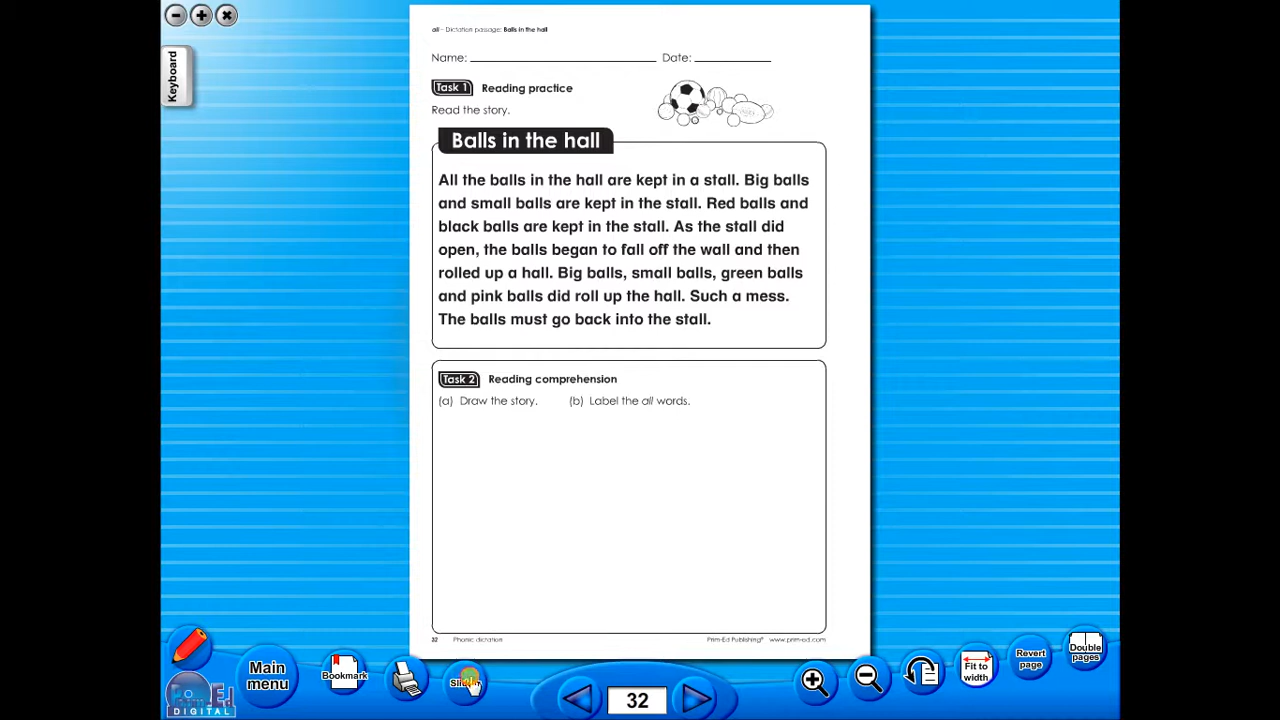 Keyboard
all – Dictation passage: Balls in the hall
Name: Date:
Task 1 Reading practice
Read the story.
Balls in the hall
All the balls in the hall are kept in a stall. Big balls
and small balls are kept in the stall. Red balls and
black balls are kept in the stall. As the stall did
open, the balls began to fall off the wall and then
rolled up a hall. Big balls, small balls, green balls
and pink balls did roll up the hall. Such a mess.
The balls must go back into the stall.
Task 2 Reading comprehension
(a) Draw the story. (b) Label the all words.
32 Phonic dictation Prim-Ed Publishing® www.prim-ed.com
Main
menu
Bookmark
32
Fit to
width
Revert
page
Double
pages
DIGITAL